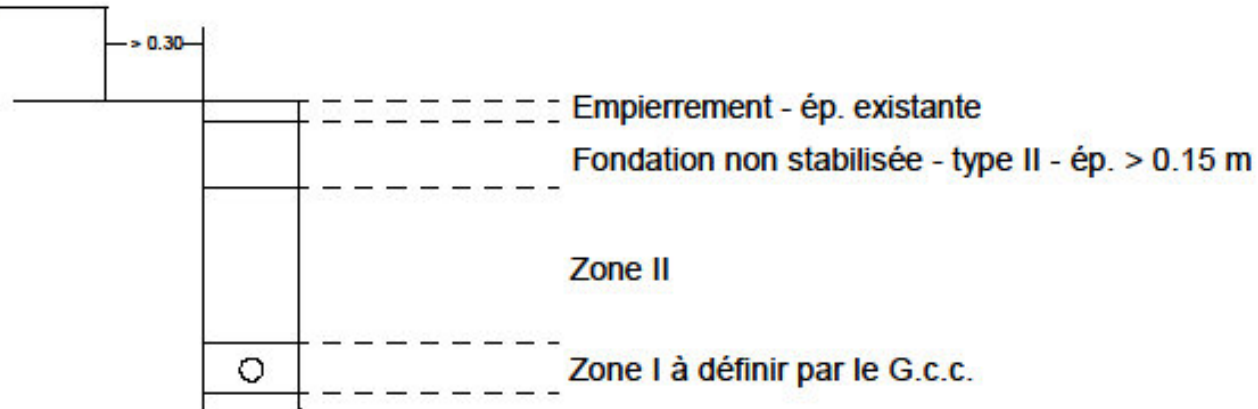 > 0.30
Empierrement - ép. existante
Fondation non stabilisée - type II - ép. > 0.15 m
Zone II
Zone I à définir par le G.c.c.